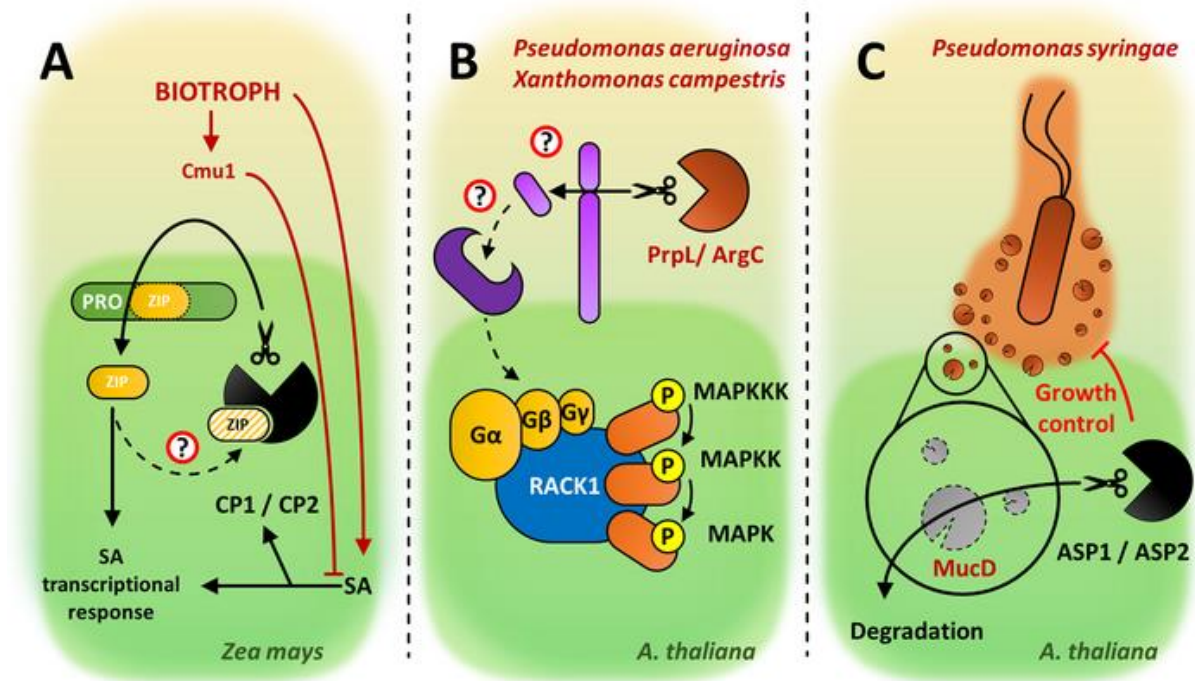 A
BIOTROPH
Cmu1
PRO
ZIP
ZIP
ZIP
?
CP1 / CP2
SA
transcriptional
response
SA
Zea mays
B
Pseudomonas aeruginosa
Xanthomonas campestris
?
?
PrpL/ ArgC
Gα
Gβ
Gγ
RACK1
P
MAPKKK
P
MAPKK
P
MAPK
A. thaliana
C
Pseudomonas syringae
Growth
control
MucD
ASP1 / ASP2
Degradation
A. thaliana